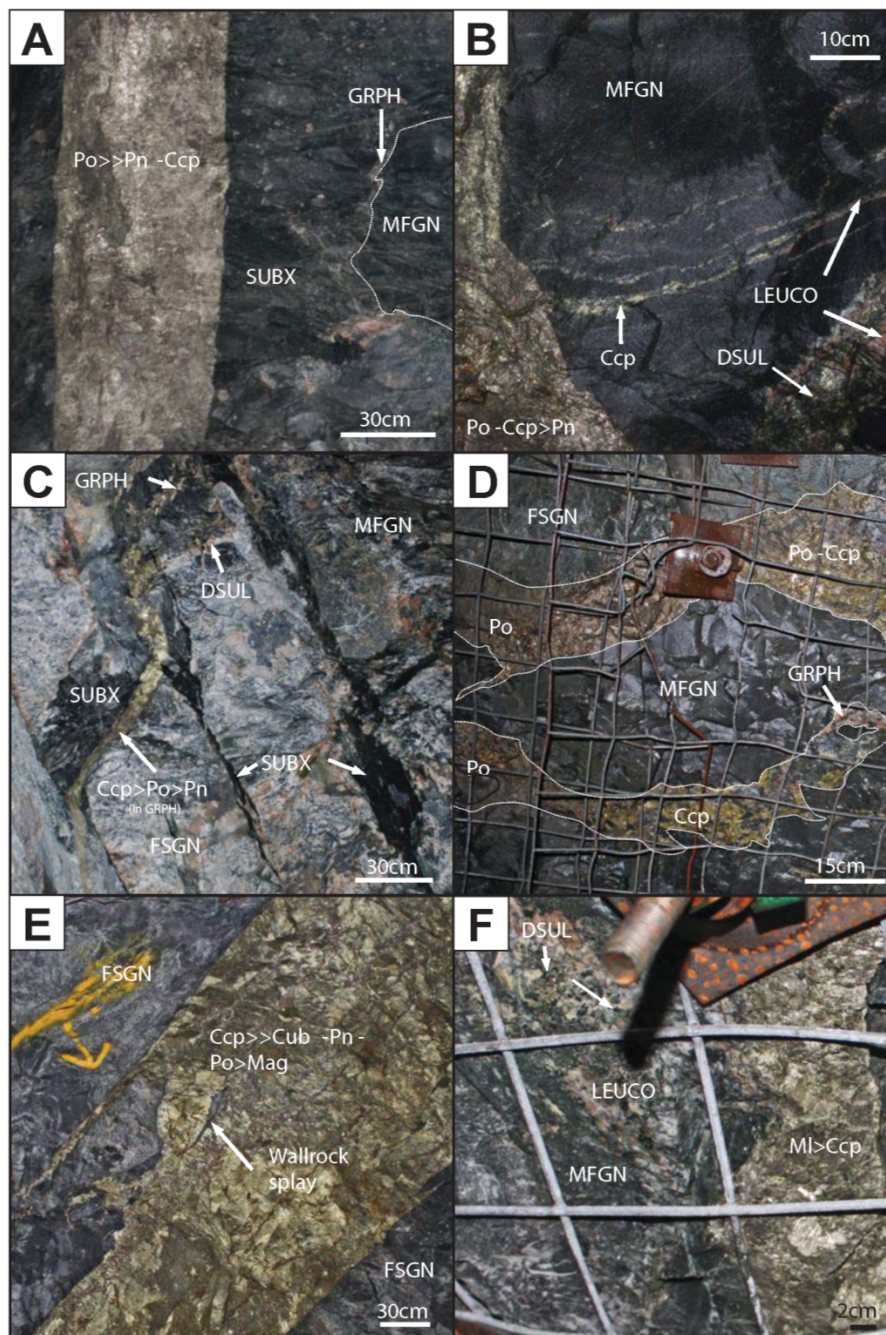 A
GRPH
Po>>Pn -Ccp
MFGN
SUBX
30cm
B
10cm
MFGN
LEUCO
Ccp
DSUL
Po -Ccp>Pn
C
GRPH
MFGN
DSUL
SUBX
SUBX
Ccp>Po>Pn
(In GRPH)
FSGN
30cm
D
FSGN
Po -Ccp
Po
MFGN
GRPH
Po
Ccp
15cm
E
FSGN
Ccp>>Cub -Pn -
Po>Mag
Wallrock
splay
FSGN
30cm
F
DSUL
LEUCO
MFGN
Ml>Ccp
2cm